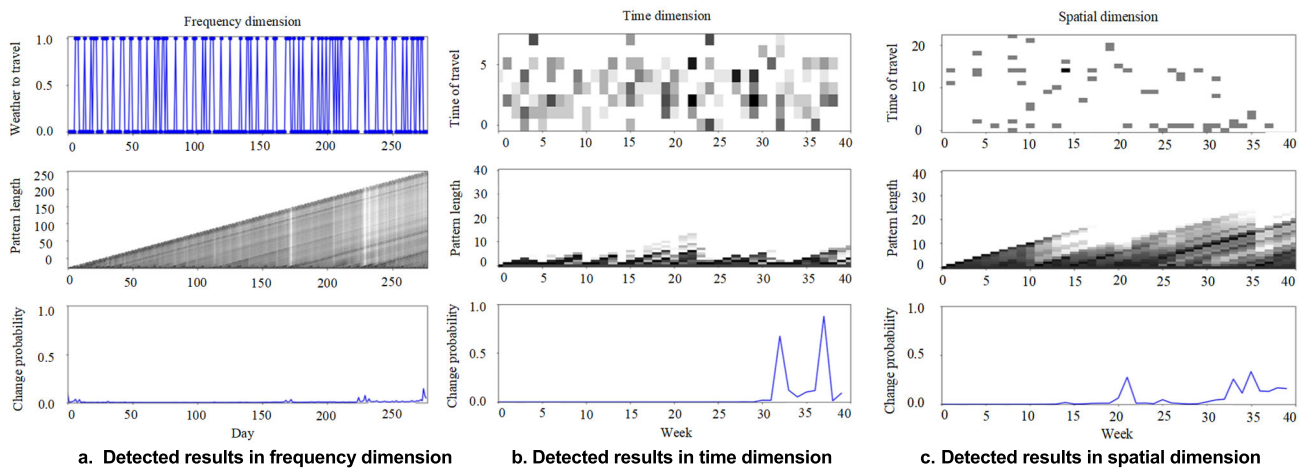 Frequency dimension
Weather to travel
1.0
0.5
0.0
0 50 100 150 200 250
Pattern length
250
200
150
100
50
0
0 50 100 150 200 250
Change probability
1.0
0.5
0.0
0 50 100 150 200 250
Day
a. Detected results in frequency dimension
Time dimension
Time of travel
5
0
0 5 10 15 20 25 30 35 40
Pattern length
40
30
20
10
0
0 5 10 15 20 25 30 35 40
Change probability
1.0
0.5
0.0
0 5 10 15 20 25 30 35 40
Week
b. Detected results in time dimension
Spatial dimension
Time of travel
20
10
0
0 5 10 15 20 25 30 35 40
Pattern length
40
30
20
10
0
0 5 10 15 20 25 30 35 40
Change probability
1.0
0.5
0.0
0 5 10 15 20 25 30 35 40
Week
c. Detected results in spatial dimension